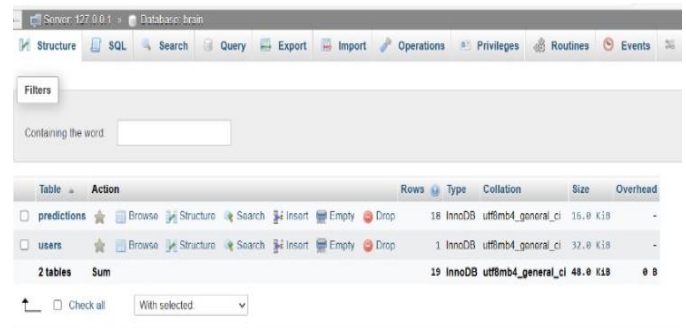 Server: 127.0.0.1 » Database: brain
Structure SQL Search Query Export Import Operations Privileges Routines Events
Filters
Containing the word:
Table Action Rows Type Collation Size Overhead
predictions Browse Structure Search Insert Empty Drop 18 InnoDB utf8mb4_general_ci 16.0 KiB -
users Browse Structure Search Insert Empty Drop 1 InnoDB utf8mb4_general_ci 32.0 KiB -
2 tables Sum 19 InnoDB utf8mb4_general_ci 48.0 KiB 0 B
Check all With selected: